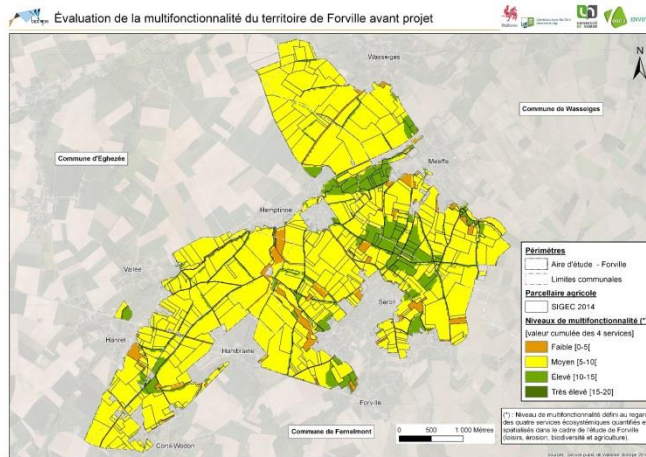 Évaluation de la multifonctionnalité du territoire de Forville avant projet
Wasseiges
Commune de Wasseiges
Commune d'Eghezée
Meeffe
Hemptinne
Vallée
Seron
Hanret
Hambraine
Forville
Cortil-Wodon
Commune de Fernelmont
0 500 1 000 Mètres
N
Périmètres
Aire d'étude - Forville
Limites communales
Parcellaire agricole
SIGEC 2014
Niveaux de multifonctionnalité (*
[valeur cumulée des 4 services]
Faible [0-5[
Moyen [5-10[
Élevé [10-15[
Très élevé [15-20]
(*) : Niveau de multifonctionnalité défini au regard
des quatre services écosystémiques quantifiés et
spatialisés dans le cadre de l'étude de Forville
(loisirs, érosion, biodiversité et agriculture).